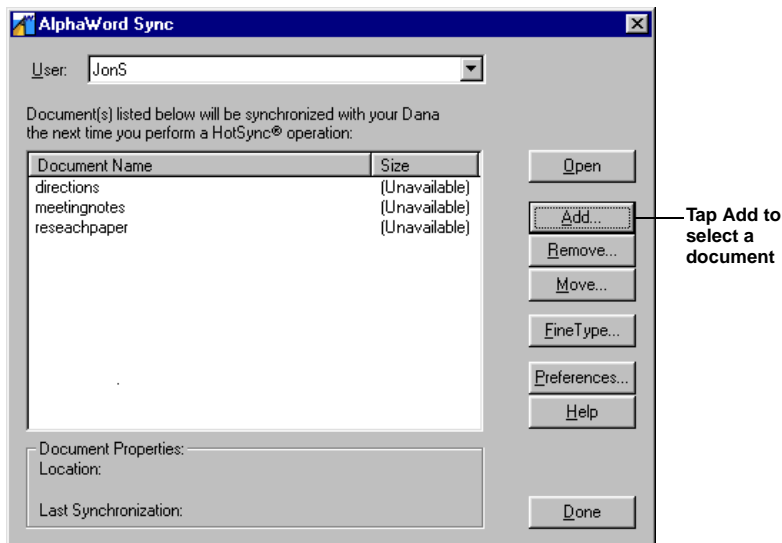 AlphaWord Sync
User: JonS
Document(s) listed below will be synchronized with your Dana
the next time you perform a HotSync® operation:
Document Name Size
directions (Unavailable)
meetingnotes (Unavailable)
reseachpaper (Unavailable)
Open
Add...
Remove...
Move...
FineType...
Preferences...
Help
Tap Add to
select a
document
Document Properties:
Location:
Last Synchronization:
Done